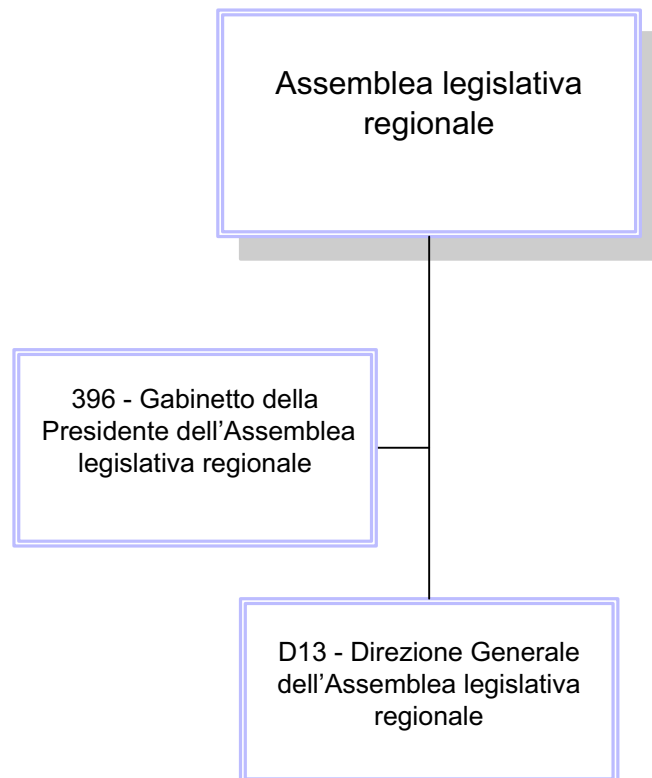 Assemblea legislativa
regionale
396 - Gabinetto della
Presidente dell’Assemblea
legislativa regionale
D13 - Direzione Generale
dell’Assemblea legislativa
regionale